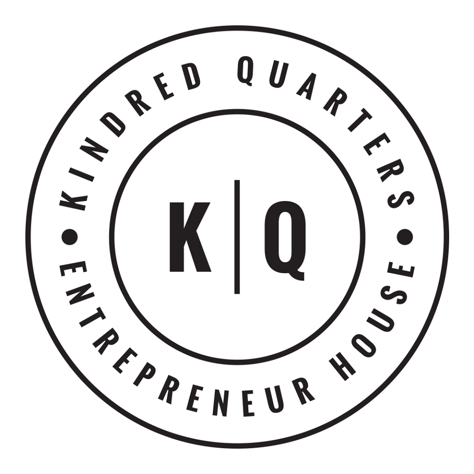 KINDRED QUARTERS
K|Q
• ENTREPRENEUR HOUSE •